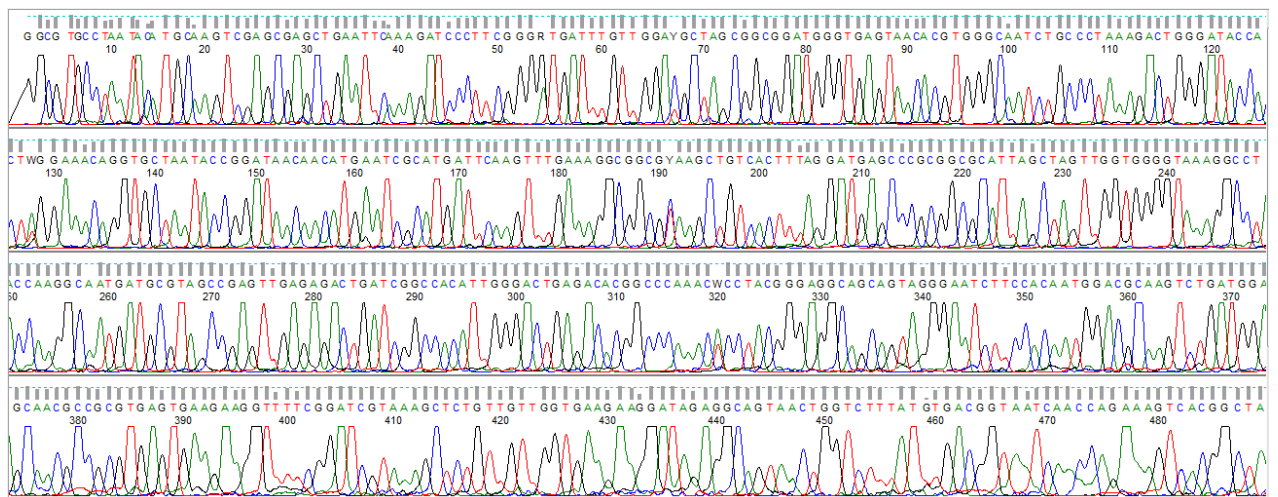 GGCG TGCCTAATACATGCAAGTCGAGCGAGCTGAATTCAAAGATCCCTTCGGGRTGATTTGTTGGAYGCTAGCGGCGGATGGGTGAGTAACACGTGGGCAATCTGCCCTAAAGACTGGGATACCA
10 20 30 40 50 60 70 80 90 100 110 120
CTWGGAAACAGGTGCTAATACCGGATAACAACATGAATCGCATGATTCAAGTTTGAAAGGCGGCGYAAGCTGTCACTTTAGGATGAGCCCGCGGCGCATTAGCTAGTTGGTGGGGTAAAGGCCT
130 140 150 160 170 180 190 200 210 220 230 240
ACCAAGGCAATGATGCGTAGCCGAGTTGAGAGACTGATCGGCCACATTGGGACTGAGACACGGCCCAAACWCCTACGGGAGGCAGCAGTAGGGAATCTTCCACAATGGACGCAAGTCTGATGGA
50 260 270 280 290 300 310 320 330 340 350 360 370
GCAACGCCGCGTGAGTGAAGAAGGTTTTCGGATCGTAAAGCTCTGTTGTTGGTGAAGAAGGATAGAGGCAGTAACTGGTCTTTATGTGACGGTAATCAACCAGAAAGTCACGGCTA
380 390 400 410 420 430 440 450 460 470 480